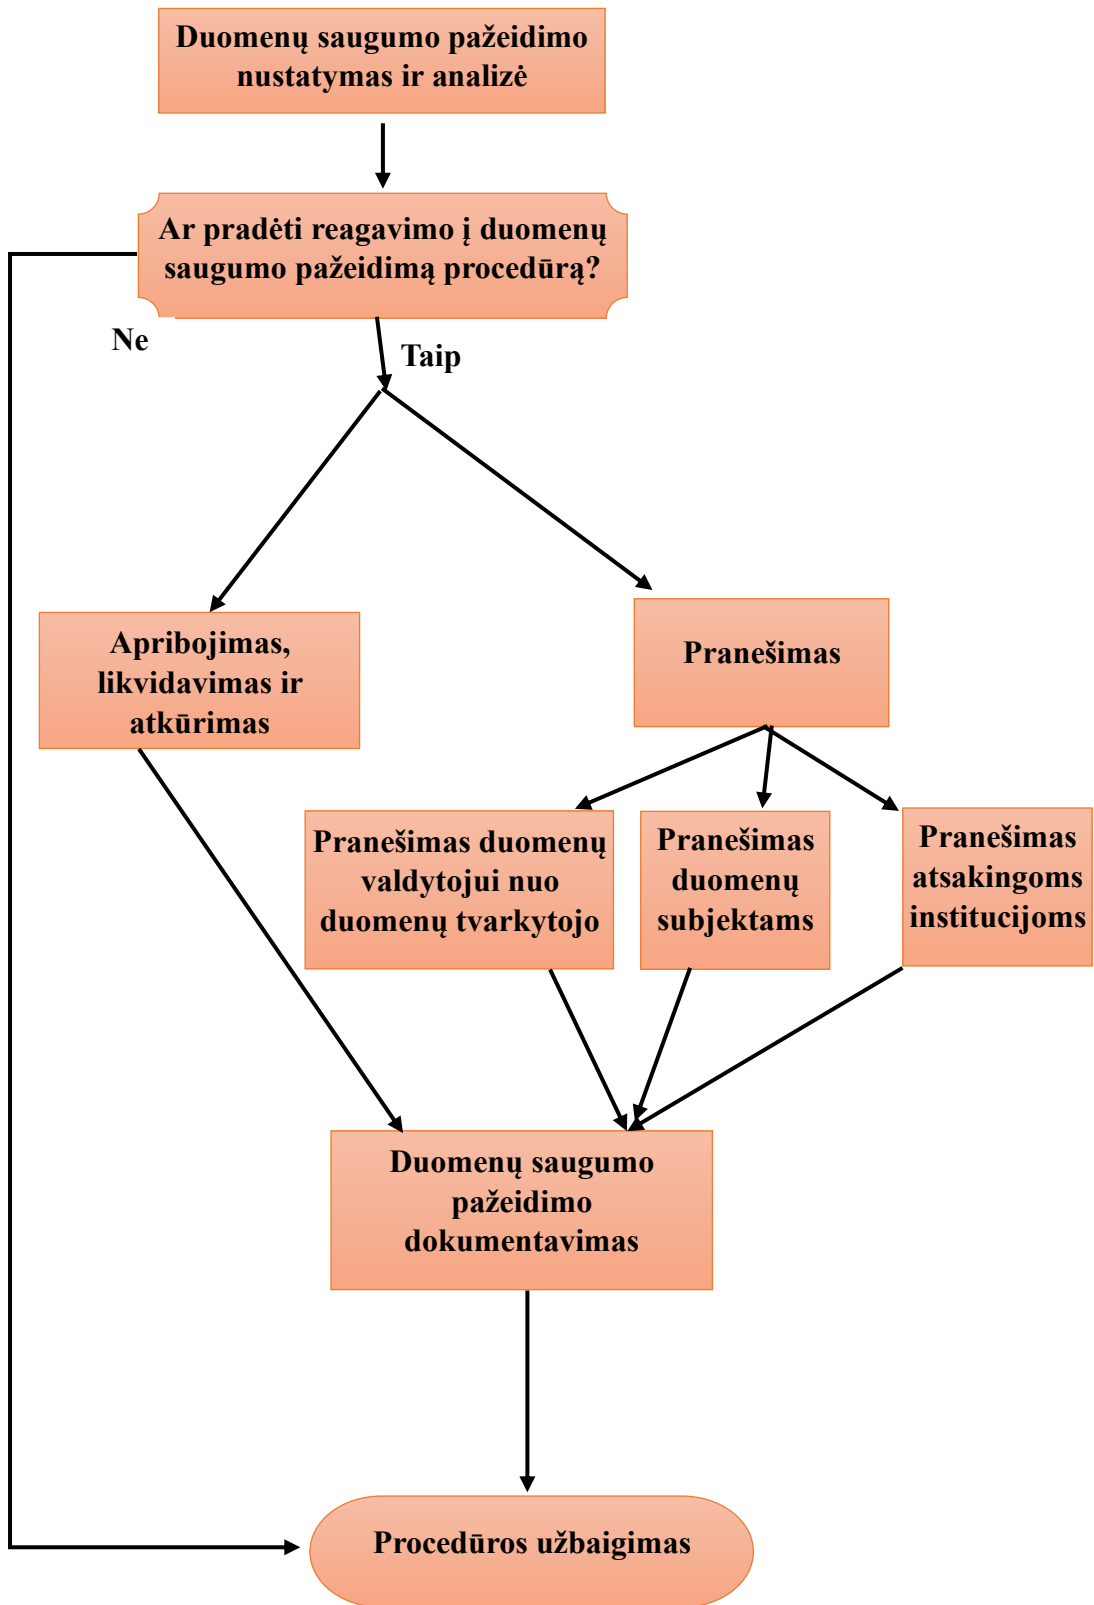 Duomenų saugumo pažeidimo
nustatymas ir analizė
Ar pradėti reagavimo į duomenų
saugumo pažeidimą procedūrą?
Ne
Taip
Apribojimas,
likvidavimas ir
atkūrimas
Pranešimas
Pranešimas duomenų
valdytojui nuo
duomenų tvarkytojo
Pranešimas
duomenų
subjektams
Pranešimas
atsakingoms
institucijoms
Duomenų saugumo
pažeidimo
dokumentavimas
Procedūros užbaigimas